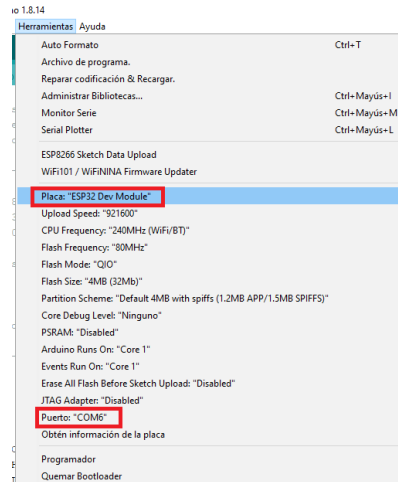 o 1.8.14
Herramientas Ayuda
Auto Formato Ctrl+T
Archivo de programa.
Reparar codificación & Recargar.
Administrar Bibliotecas... Ctrl+Mayús+I
Monitor Serie Ctrl+Mayús+M
Serial Plotter Ctrl+Mayús+L
ESP8266 Sketch Data Upload
WiFi101 / WiFiNINA Firmware Updater
Placa: "ESP32 Dev Module"
Upload Speed: "921600"
CPU Frequency: "240MHz (WiFi/BT)"
Flash Frequency: "80MHz"
Flash Mode: "QIO"
Flash Size: "4MB (32Mb)"
Partition Scheme: "Default 4MB with spiffs (1.2MB APP/1.5MB SPIFFS)"
Core Debug Level: "Ninguno"
PSRAM: "Disabled"
Arduino Runs On: "Core 1"
Events Run On: "Core 1"
Erase All Flash Before Sketch Upload: "Disabled"
JTAG Adapter: "Disabled"
Puerto: "COM6"
Obtén información de la placa
Programador
Quemar Bootloader